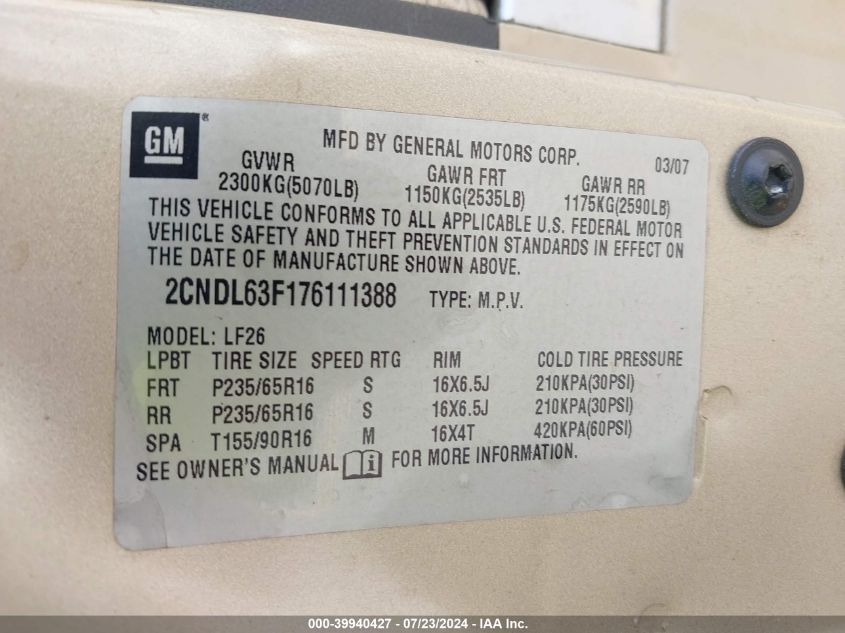 GM ®
MFD BY GENERAL MOTORS CORP. 03/07
GVWR GAWR FRT GAWR RR
2300KG(5070LB) 1150KG(2535LB) 1175KG(2590LB)
THIS VEHICLE CONFORMS TO ALL APPLICABLE U.S. FEDERAL MOTOR
VEHICLE SAFETY AND THEFT PREVENTION STANDARDS IN EFFECT ON
THE DATE OF MANUFACTURE SHOWN ABOVE.
2CNDL63F176111388 TYPE: M.P.V.
MODEL: LF26
LPBT TIRE SIZE SPEED RTG RIM COLD TIRE PRESSURE
FRT P235/65R16 S 16X6.5J 210KPA(30PSI)
RR P235/65R16 S 16X6.5J 210KPA(30PSI)
SPA T155/90R16 M 16X4T 420KPA(60PSI)
SEE OWNER'S MANUAL i FOR MORE INFORMATION.
000-39940427 - 07/23/2024 - IAA Inc.